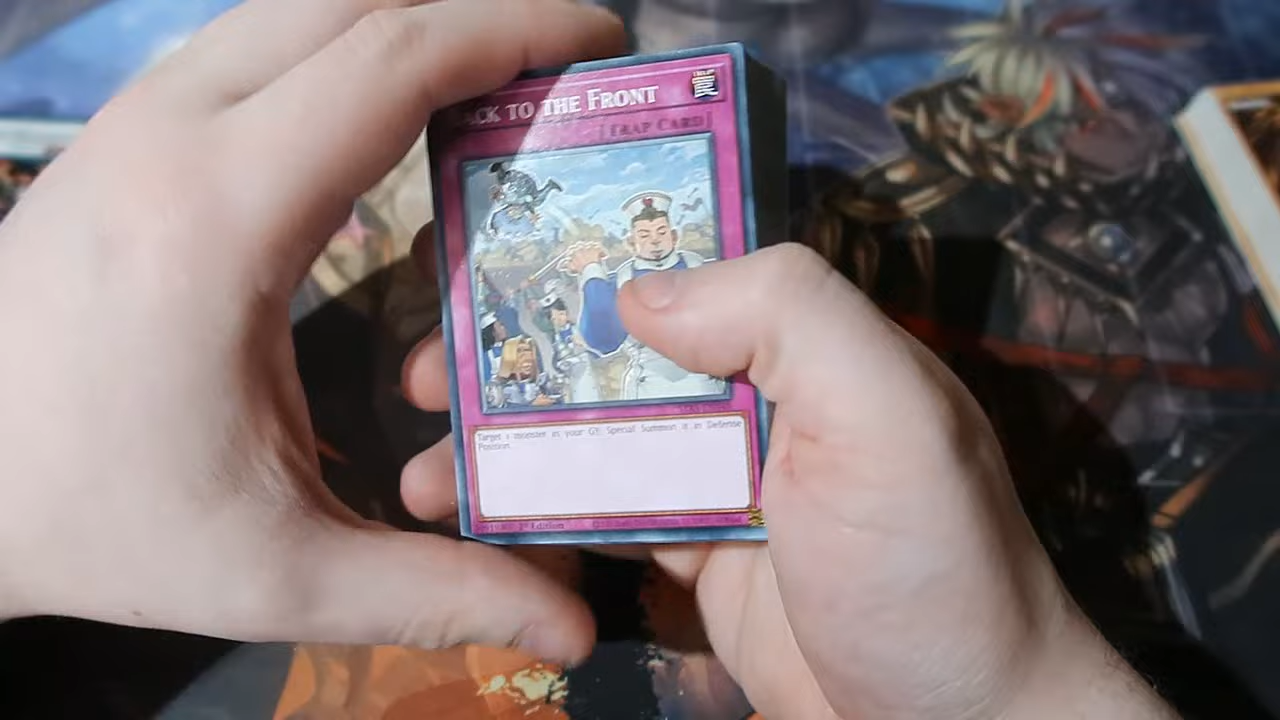 ACK TO THE FRONT
TRAP CARD
Target 1 monster in your GY; Special Summon it in Defense
Position.
1st Edition